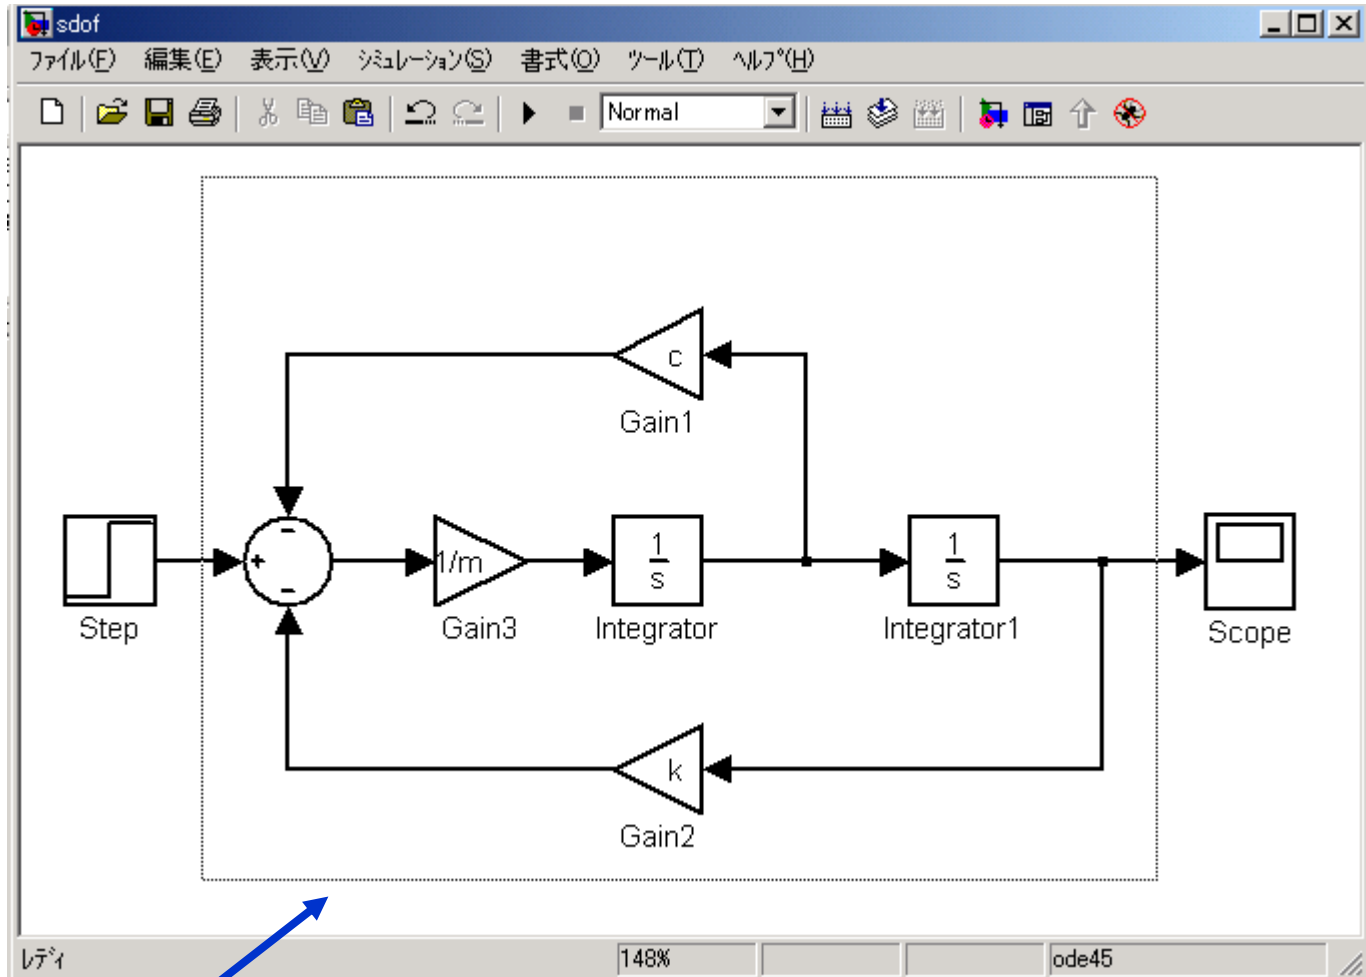 sdof
ﾌｧｲﾙ(F) 編集(E) 表示(V) ｼﾐｭﾚｰｼｮﾝ(S) 書式(O) ﾂｰﾙ(T) ﾍﾙﾌﾟ(H)
Normal
c
Gain1
Step
+
-
-
1/m
Gain3
1
s
Integrator
1
s
Integrator1
Scope
k
Gain2
ﾚﾃﾞｨ 148% ode45